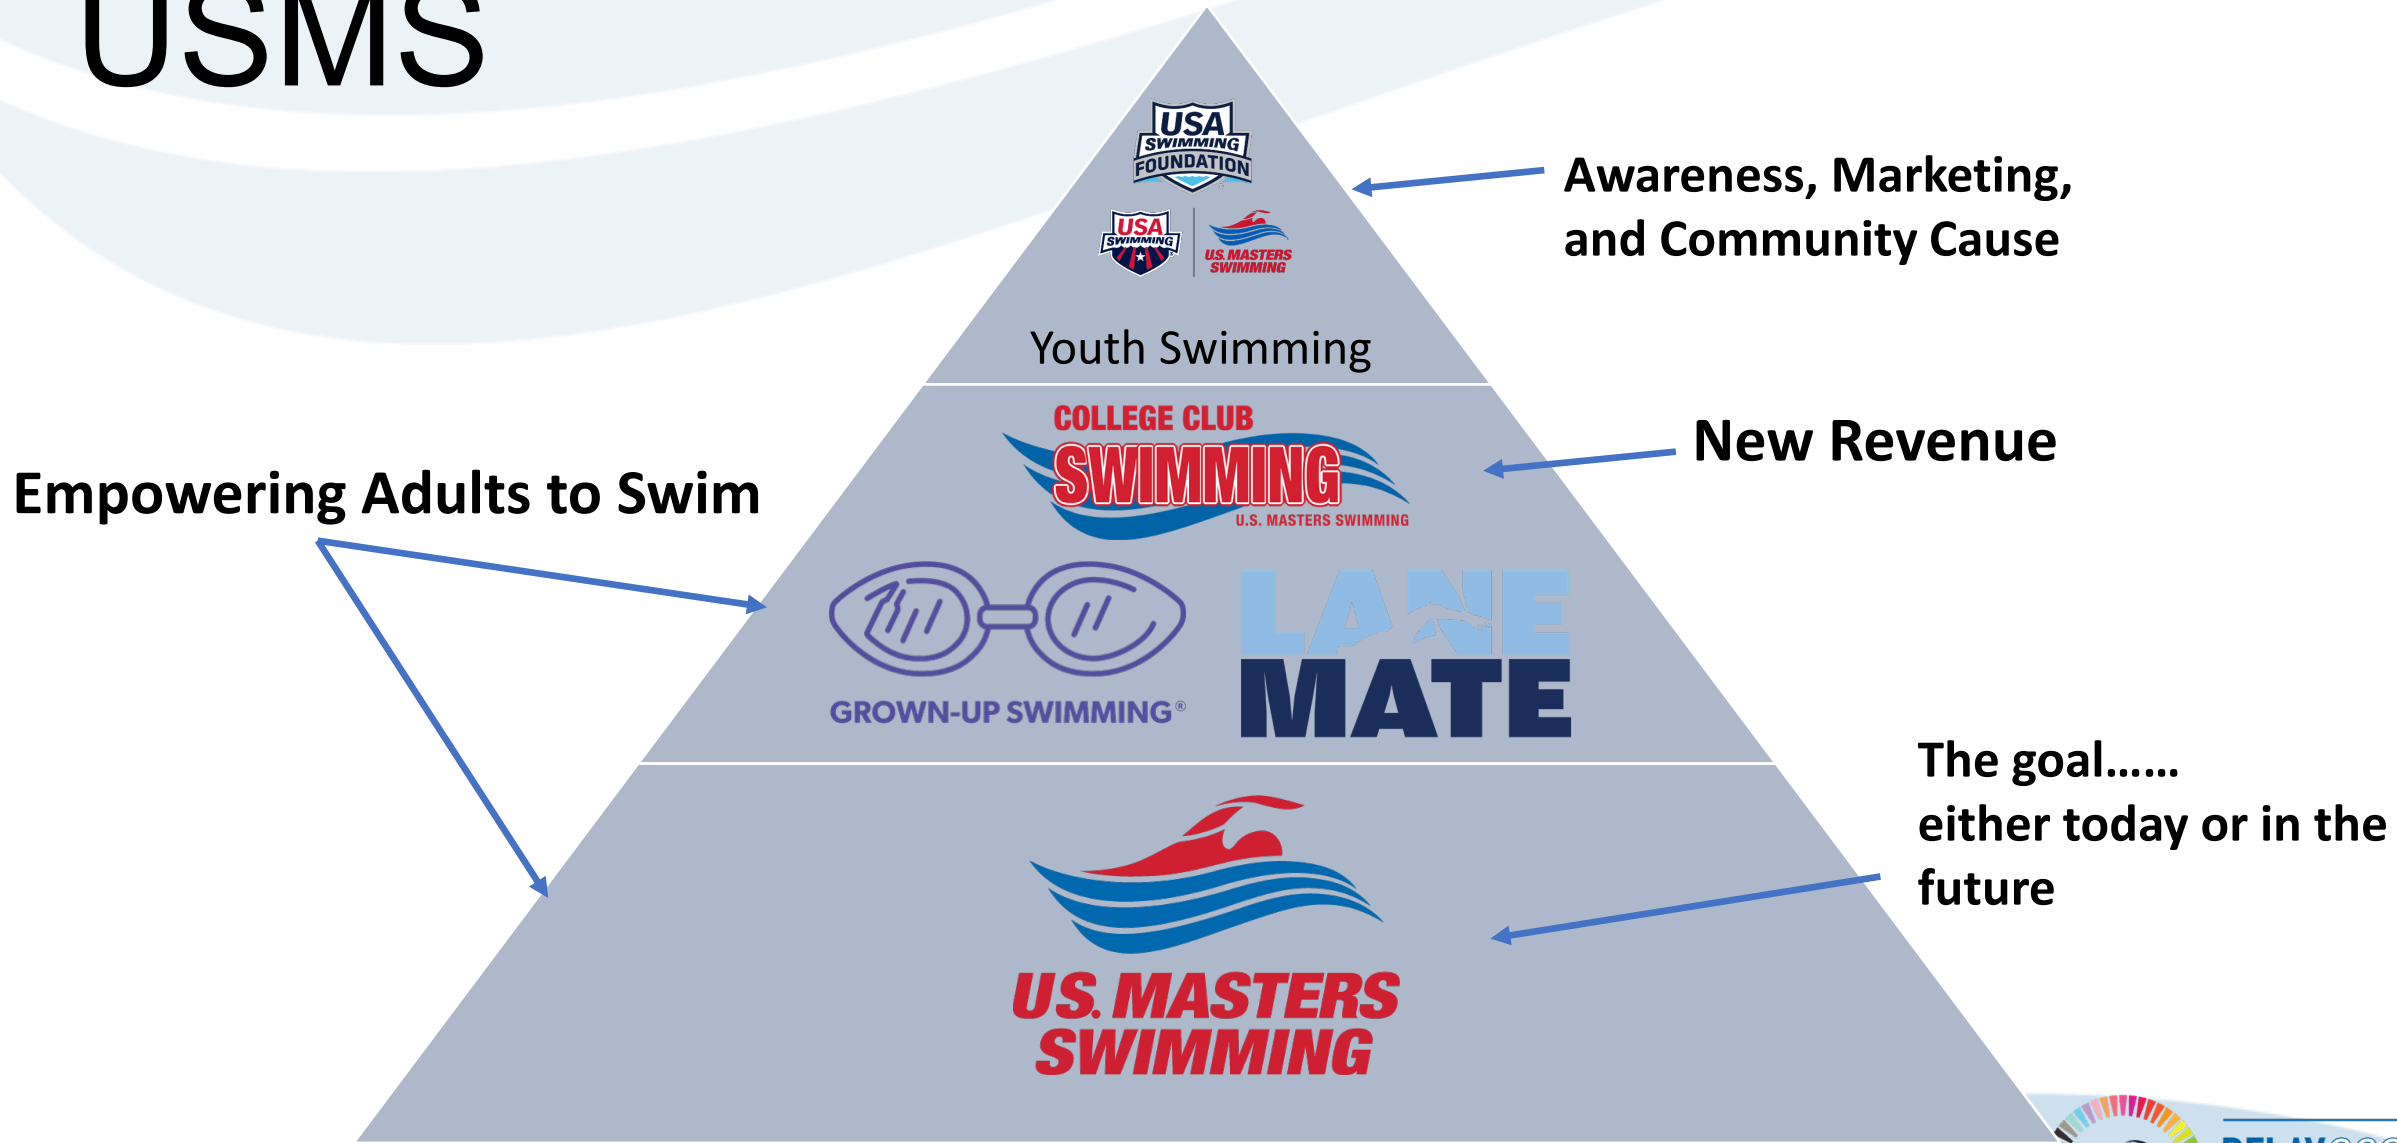 USMS
USA
SWIMMING
FOUNDATION
USA
SWIMMING
U.S. MASTERS
SWIMMING
Youth Swimming
Awareness, Marketing,
and Community Cause
COLLEGE CLUB
SWIMMING
U.S. MASTERS SWIMMING
New Revenue
Empowering Adults to Swim
GROWN-UP SWIMMING®
LANE
MATE
The goal……
either today or in the
future
U.S. MASTERS
SWIMMING